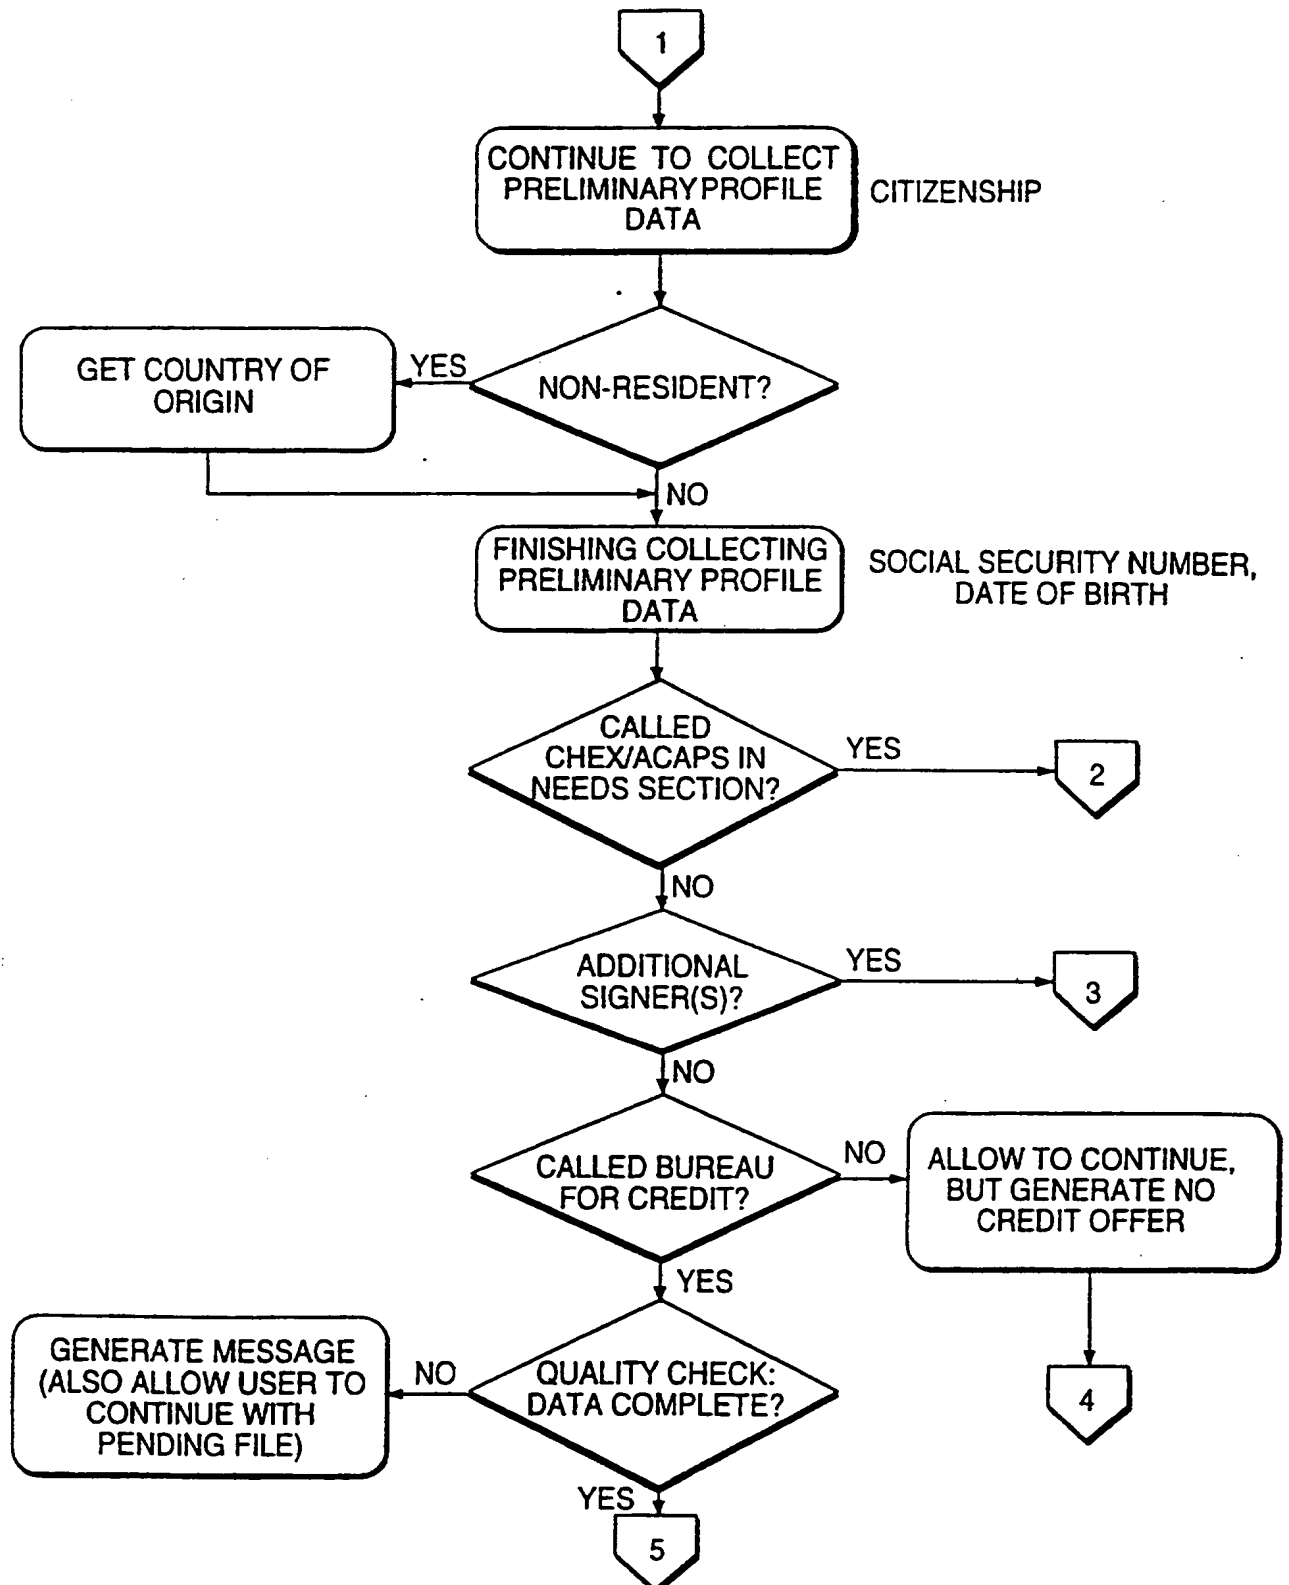 1
CONTINUE TO COLLECT
PRELIMINARY PROFILE
DATA
CITIZENSHIP
GET COUNTRY OF
ORIGIN
YES
NON-RESIDENT?
NO
FINISHING COLLECTING
PRELIMINARY PROFILE
DATA
SOCIAL SECURITY NUMBER,
DATE OF BIRTH
CALLED
CHEX/ACAPS IN
NEEDS SECTION?
YES
2
NO
ADDITIONAL
SIGNER(S)?
YES
3
NO
CALLED BUREAU
FOR CREDIT?
NO
ALLOW TO CONTINUE,
BUT GENERATE NO
CREDIT OFFER
YES
4
GENERATE MESSAGE
(ALSO ALLOW USER TO
CONTINUE WITH
PENDING FILE)
NO
QUALITY CHECK:
DATA COMPLETE?
YES
5